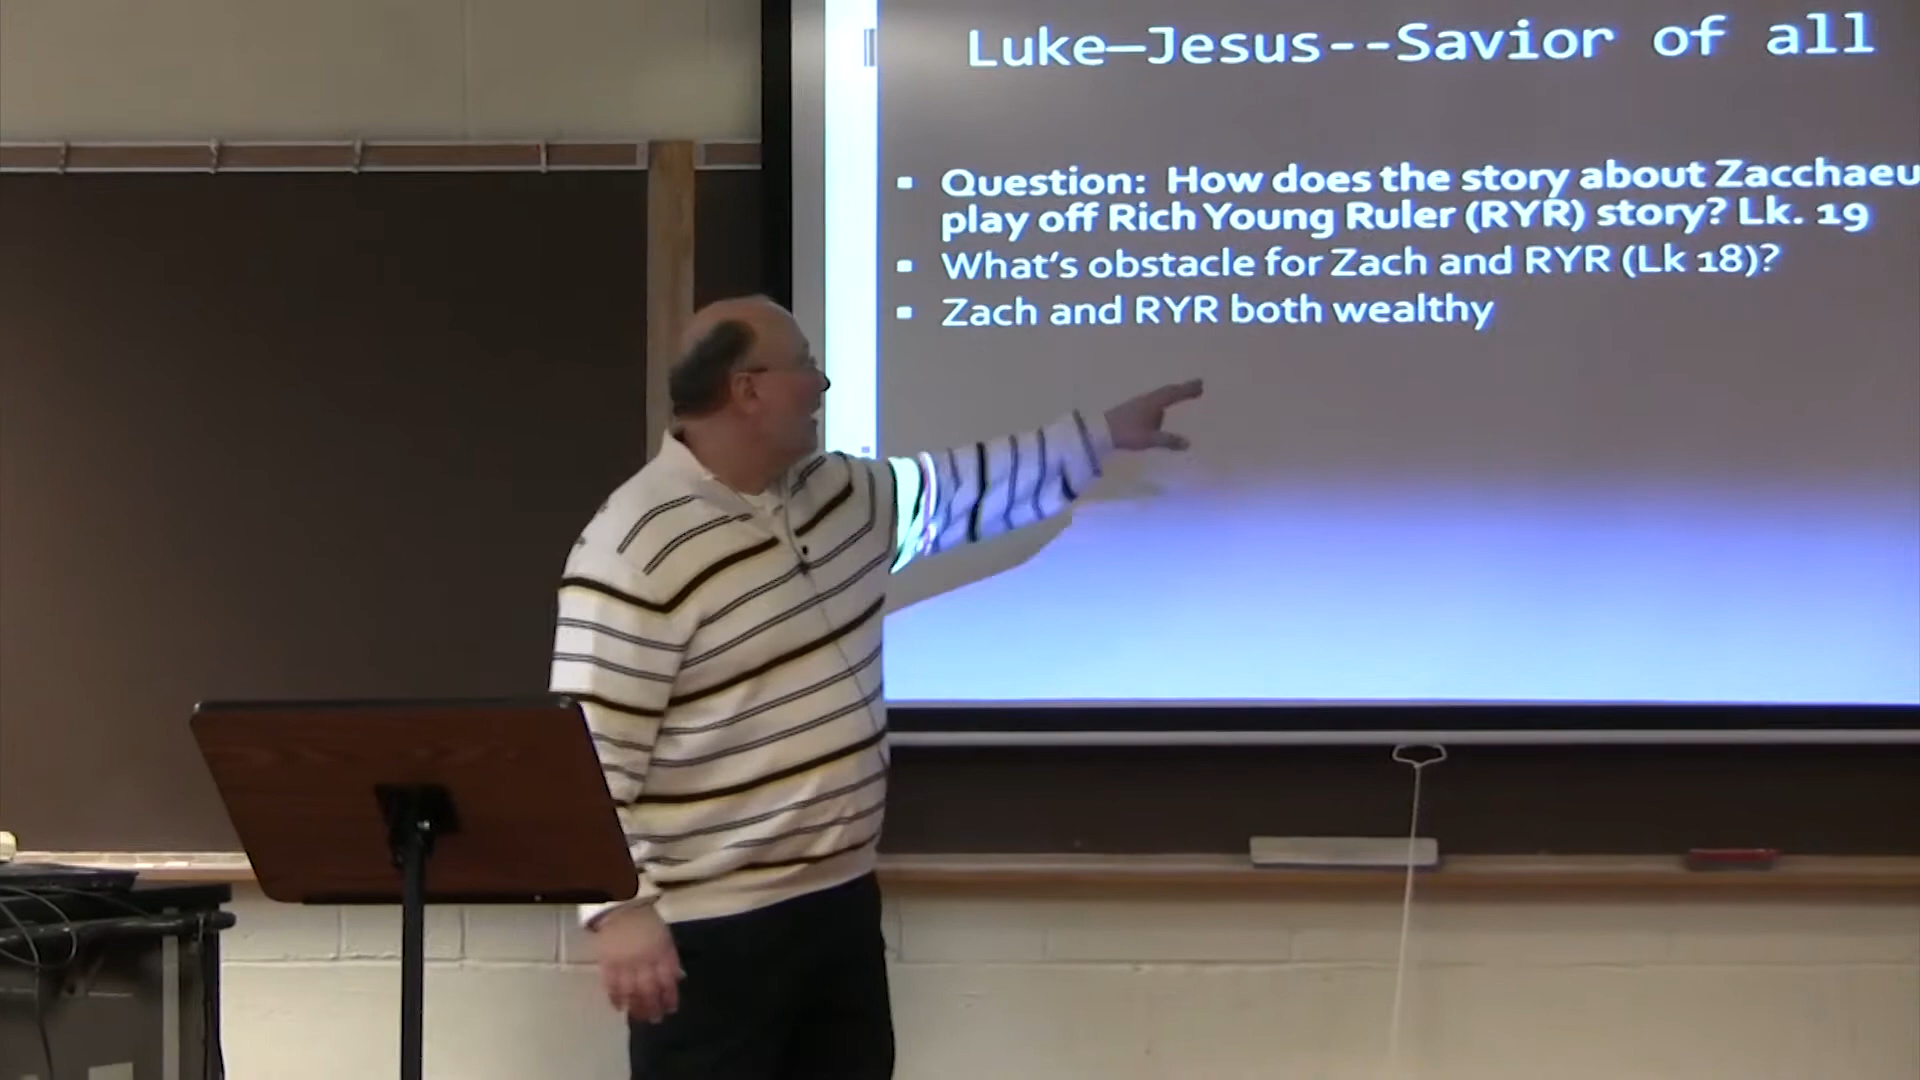 Luke—Jesus--Savior of all
▪ Question: How does the story about Zacchaeu
play off Rich Young Ruler (RYR) story? Lk. 19
▪ What's obstacle for Zach and RYR (Lk 18)?
▪ Zach and RYR both wealthy